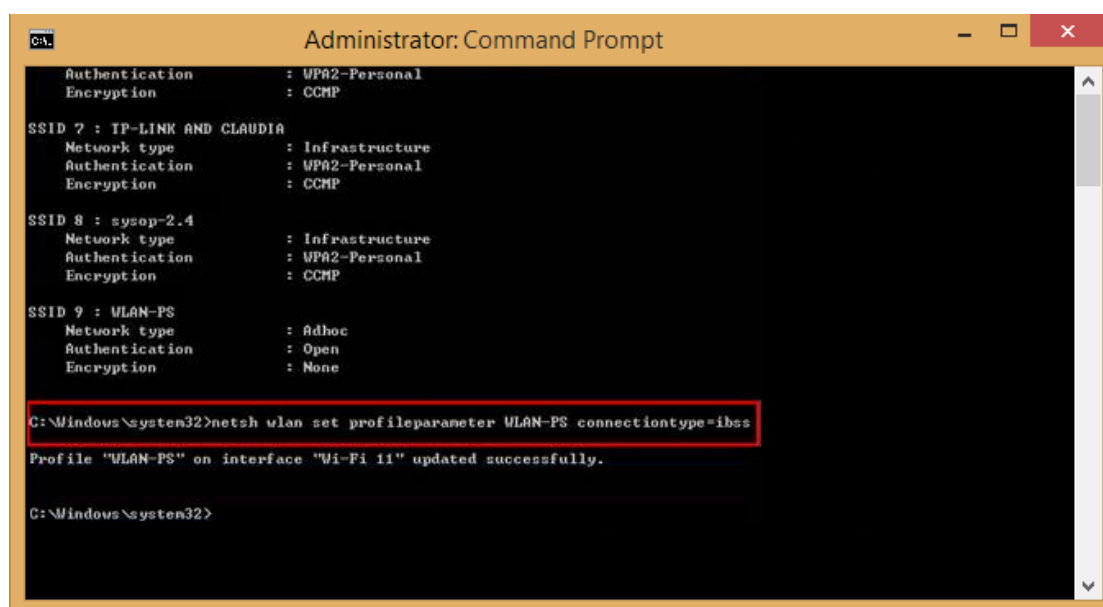 Administrator: Command Prompt
Authentication : WPA2-Personal
Encryption : CCMP
SSID 7 : TP-LINK AND CLAUDIA
Network type : Infrastructure
Authentication : WPA2-Personal
Encryption : CCMP
SSID 8 : sysop-2.4
Network type : Infrastructure
Authentication : WPA2-Personal
Encryption : CCMP
SSID 9 : WLAN-PS
Network type : Adhoc
Authentication : Open
Encryption : None
C:\Windows\system32>netsh wlan set profileparameter WLAN-PS connectiontype=ibss
Profile "WLAN-PS" on interface "Wi-Fi 11" updated successfully.
C:\Windows\system32>